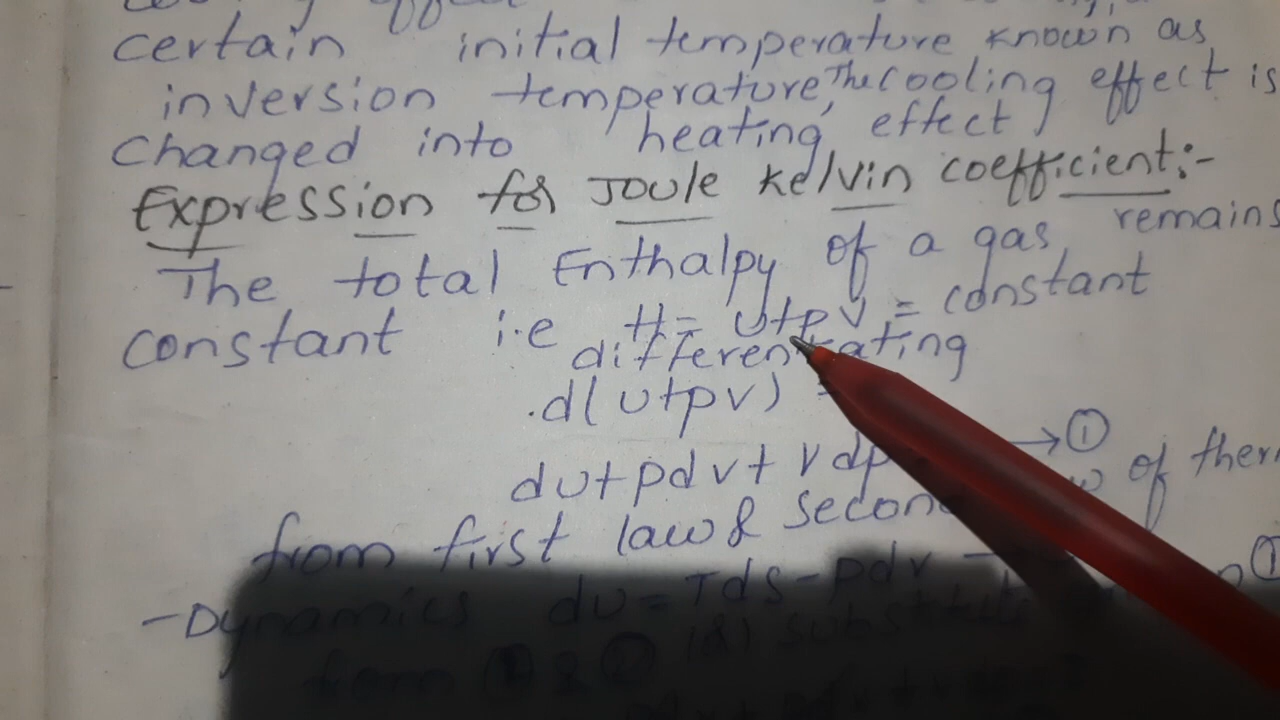 certain initial temperature known as
inversion temperature, The cooling effect is
changed into heating effect
Expression for Joule Kelvin coefficient:-
The total Enthalpy of a gas remains
constant i.e H = U+pV = constant
differentiating
d(U+pV) =
dU+pdV+Vdp → ①
from first law & second of
-Dynamics dU=Tds-pdv
from ①